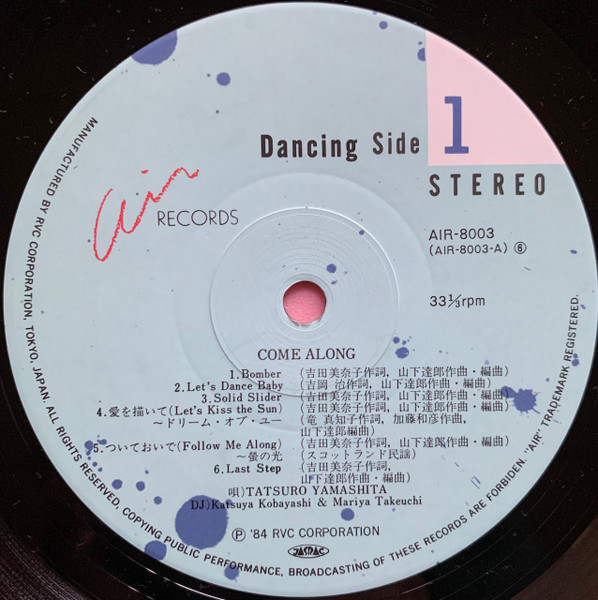 Dancing Side 1
STEREO
Air RECORDS
AIR-8003
(AIR-8003-A) ⑥
33⅓rpm
COME ALONG
1. Bomber (吉田美奈子作詞, 山下達郎作曲・編曲)
2. Let's Dance Baby (吉岡 治作詞, 山下達郎作曲・編曲)
3. Solid Slider (吉田美奈子作詞, 山下達郎作曲・編曲)
4. 愛を描いて(Let's Kiss the Sun) (吉田美奈子作詞, 山下達郎作曲・編曲)
〜ドリーム・オブ・ユー (竜 真知子作詞, 加藤和彦作曲,
山下達郎編曲)
5. ついておいで(Follow Me Along) (吉田美奈子作詞, 山下達郎作曲・編曲)
〜螢の光 (スコットランド民謡)
6. Last Step (吉田美奈子作詞,
山下達郎作曲・編曲)
唄)TATSURO YAMASHITA
DJ)Katsuya Kobayashi & Mariya Takeuchi
Ⓟ '84 RVC CORPORATION
JASRAC
MANUFACTURED BY RVC CORPORATION, TOKYO, JAPAN. ALL RIGHTS RESERVED, COPYING PUBLIC PERFORMANCE, BROADCASTING OF THESE RECORDS ARE FORBIDDEN. "AIR" TRADEMARK REGISTERED.